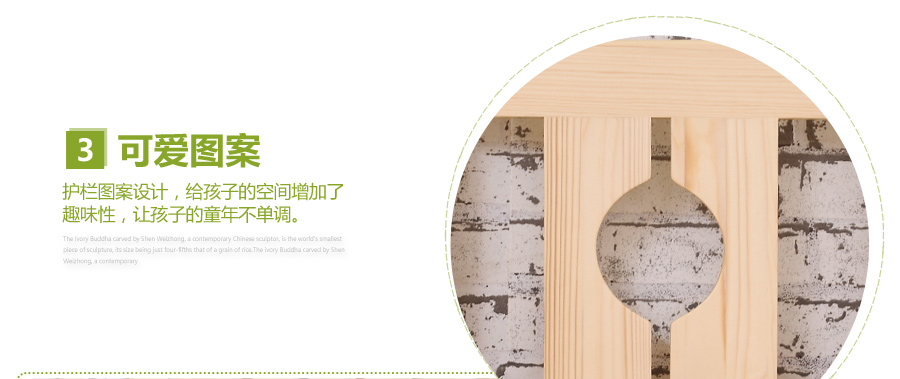 3 可爱图案
护栏图案设计，给孩子的空间增加了
趣味性，让孩子的童年不单调。
The Ivory Buddha carved by Shen Weizhong, a contemporary Chinese sculptor, is the world's smallest
piece of sculpture, its size being just four-fifths that of a grain of rice.The Ivory Buddha carved by Shen
Weizhong, a contemporary